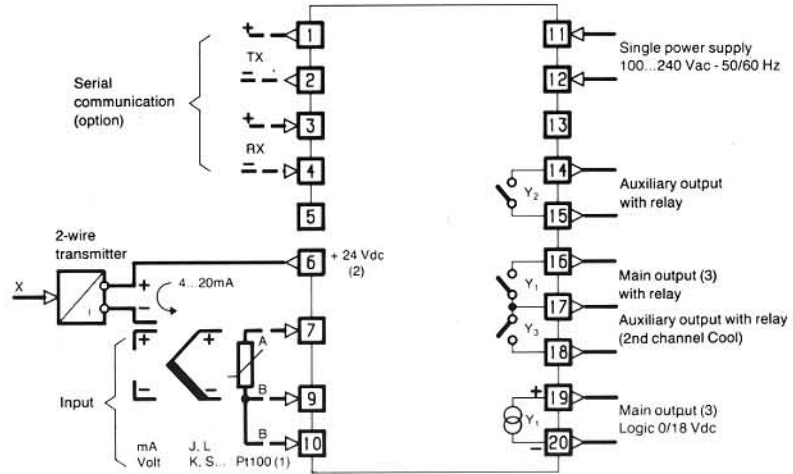 +
TX
−
Serial
communication
(option)
+
RX
−
1
2
3
4
5
6
7
9
10
2-wire
transmitter
X
i
+
−
4...20mA
+ 24 Vdc
(2)
+
−
+
−
A
B
B
Input
mA
Volt
J. L
K. S...
Pt100 (1)
11
12
13
14
15
16
17
18
19
20
Single power supply
100...240 Vac - 50/60 Hz
Y2
Auxiliary output
with relay
Y1
Main output (3)
with relay
Y3
Auxiliary output with relay
(2nd channel Cool)
+
Y1
−
Main output (3)
Logic 0/18 Vdc